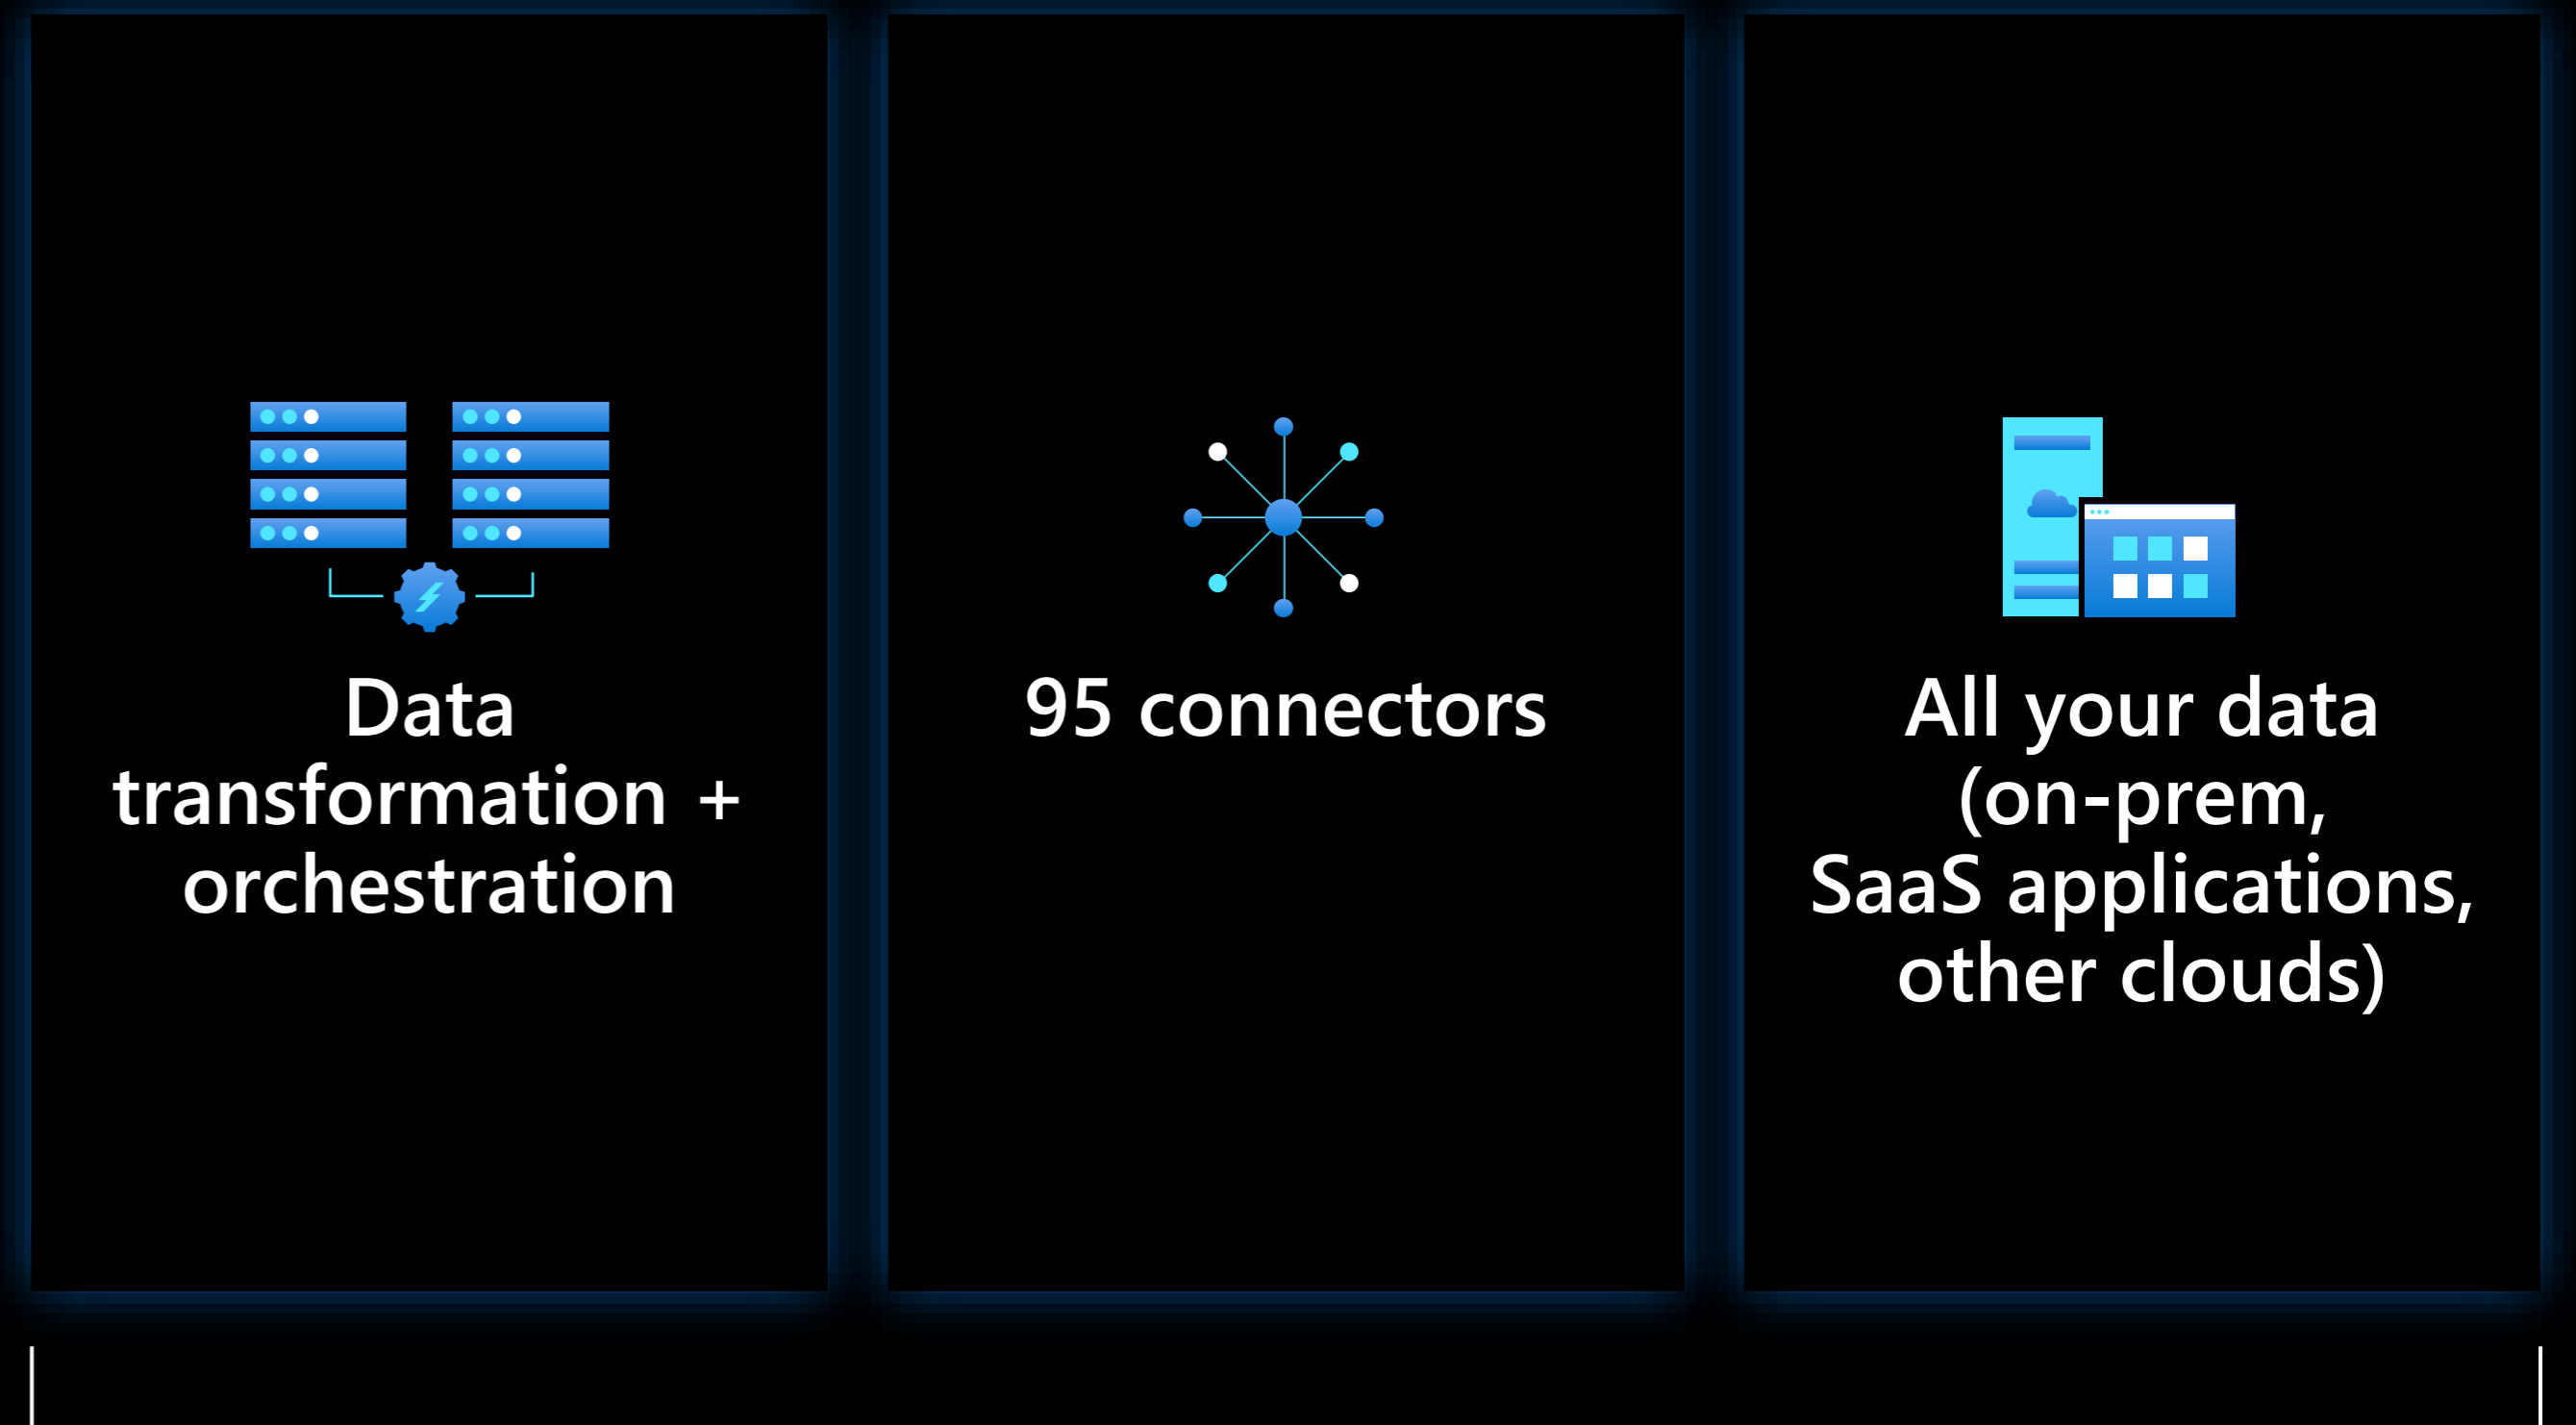 Data
transformation +
orchestration
95 connectors
All your data
(on-prem,
SaaS applications,
other clouds)